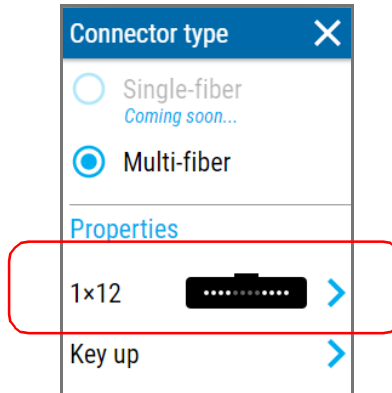 Connector type
Single-fiber
Coming soon...
Multi-fiber
Properties
1×12
Key up